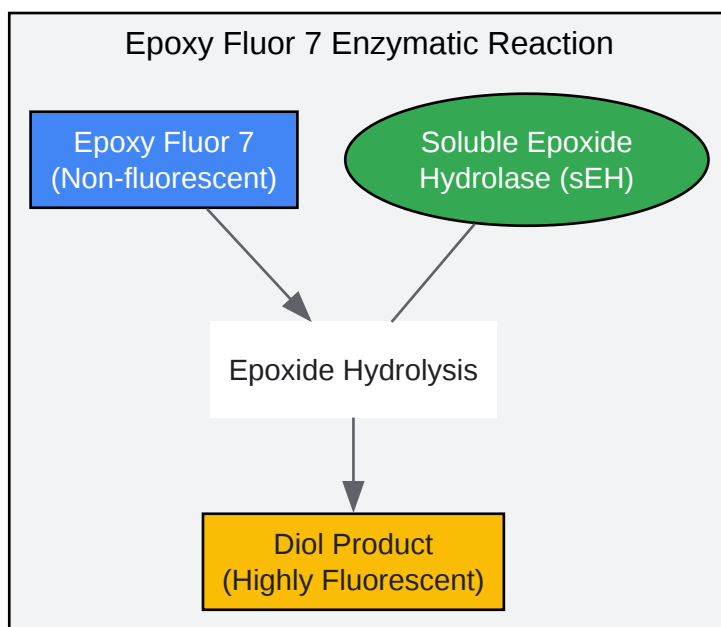 Epoxy Fluor 7 Enzymatic Reaction
Epoxy Fluor 7
(Non-fluorescent)
Soluble Epoxide
Hydrolase (sEH)
Epoxide Hydrolysis
Diol Product
(Highly Fluorescent)